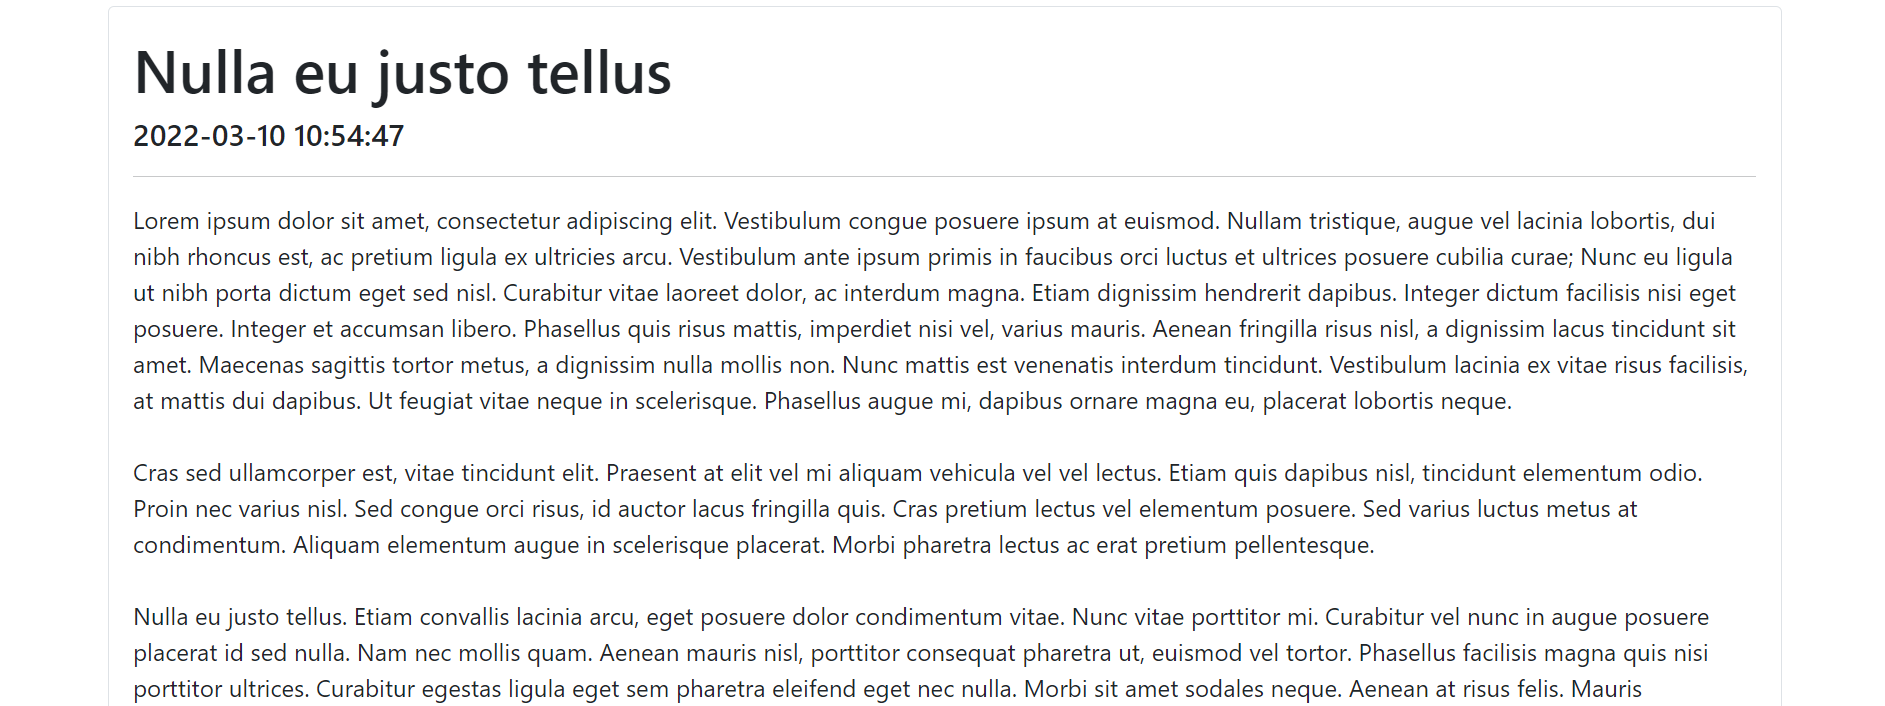 Nulla eu justo tellus
2022-03-10 10:54:47
Lorem ipsum dolor sit amet, consectetur adipiscing elit. Vestibulum congue posuere ipsum at euismod. Nullam tristique, augue vel lacinia lobortis, dui
nibh rhoncus est, ac pretium ligula ex ultricies arcu. Vestibulum ante ipsum primis in faucibus orci luctus et ultrices posuere cubilia curae; Nunc eu ligula
ut nibh porta dictum eget sed nisl. Curabitur vitae laoreet dolor, ac interdum magna. Etiam dignissim hendrerit dapibus. Integer dictum facilisis nisi eget
posuere. Integer et accumsan libero. Phasellus quis risus mattis, imperdiet nisi vel, varius mauris. Aenean fringilla risus nisl, a dignissim lacus tincidunt sit
amet. Maecenas sagittis tortor metus, a dignissim nulla mollis non. Nunc mattis est venenatis interdum tincidunt. Vestibulum lacinia ex vitae risus facilisis,
at mattis dui dapibus. Ut feugiat vitae neque in scelerisque. Phasellus augue mi, dapibus ornare magna eu, placerat lobortis neque.
Cras sed ullamcorper est, vitae tincidunt elit. Praesent at elit vel mi aliquam vehicula vel vel lectus. Etiam quis dapibus nisl, tincidunt elementum odio.
Proin nec varius nisl. Sed congue orci risus, id auctor lacus fringilla quis. Cras pretium lectus vel elementum posuere. Sed varius luctus metus at
condimentum. Aliquam elementum augue in scelerisque placerat. Morbi pharetra lectus ac erat pretium pellentesque.
Nulla eu justo tellus. Etiam convallis lacinia arcu, eget posuere dolor condimentum vitae. Nunc vitae porttitor mi. Curabitur vel nunc in augue posuere
placerat id sed nulla. Nam nec mollis quam. Aenean mauris nisl, porttitor consequat pharetra ut, euismod vel tortor. Phasellus facilisis magna quis nisi
porttitor ultrices. Curabitur egestas ligula eget sem pharetra eleifend eget nec nulla. Morbi sit amet sodales neque. Aenean at risus felis. Mauris